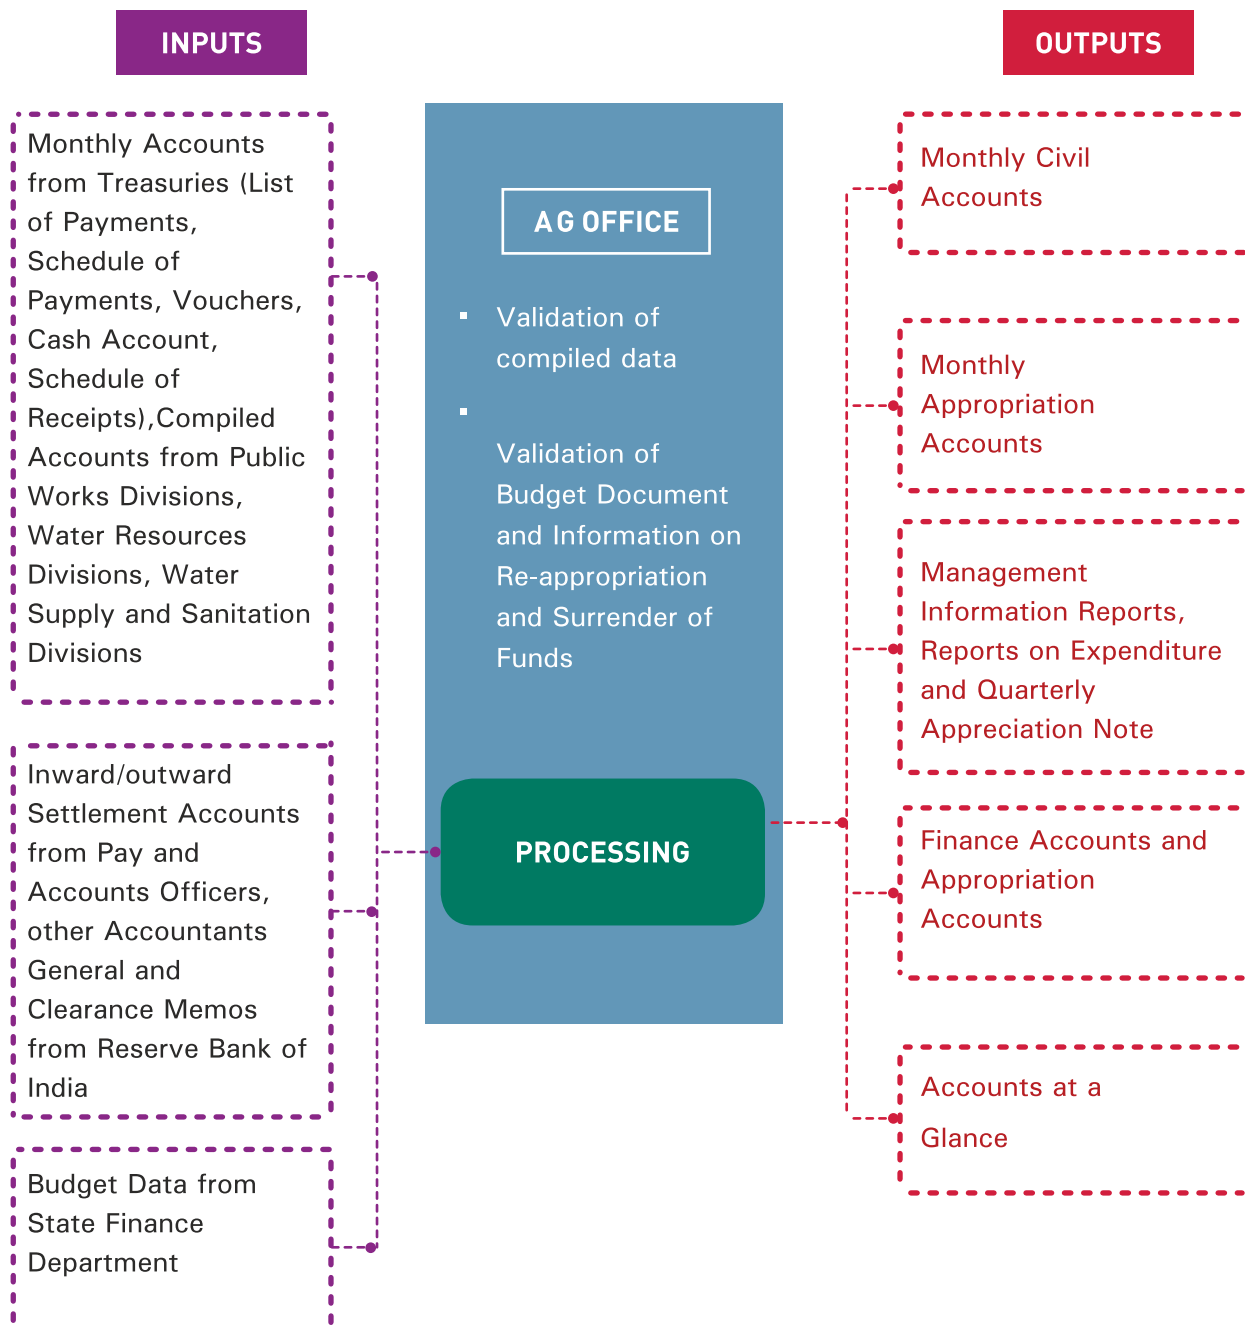 INPUTS
Monthly Accounts
from Treasuries (List
of Payments,
Schedule of
Payments, Vouchers,
Cash Account,
Schedule of
Receipts),Compiled
Accounts from Public
Works Divisions,
Water Resources
Divisions, Water
Supply and Sanitation
Divisions
Inward/outward
Settlement Accounts
from Pay and
Accounts Officers,
other Accountants
General and
Clearance Memos
from Reserve Bank of
India
Budget Data from
State Finance
Department
AG OFFICE
▪ Validation of
compiled data
▪
Validation of
Budget Document
and Information on
Re-appropriation
and Surrender of
Funds
PROCESSING
OUTPUTS
Monthly Civil
Accounts
Monthly
Appropriation
Accounts
Management
Information Reports,
Reports on Expenditure
and Quarterly
Appreciation Note
Finance Accounts and
Appropriation
Accounts
Accounts at a
Glance